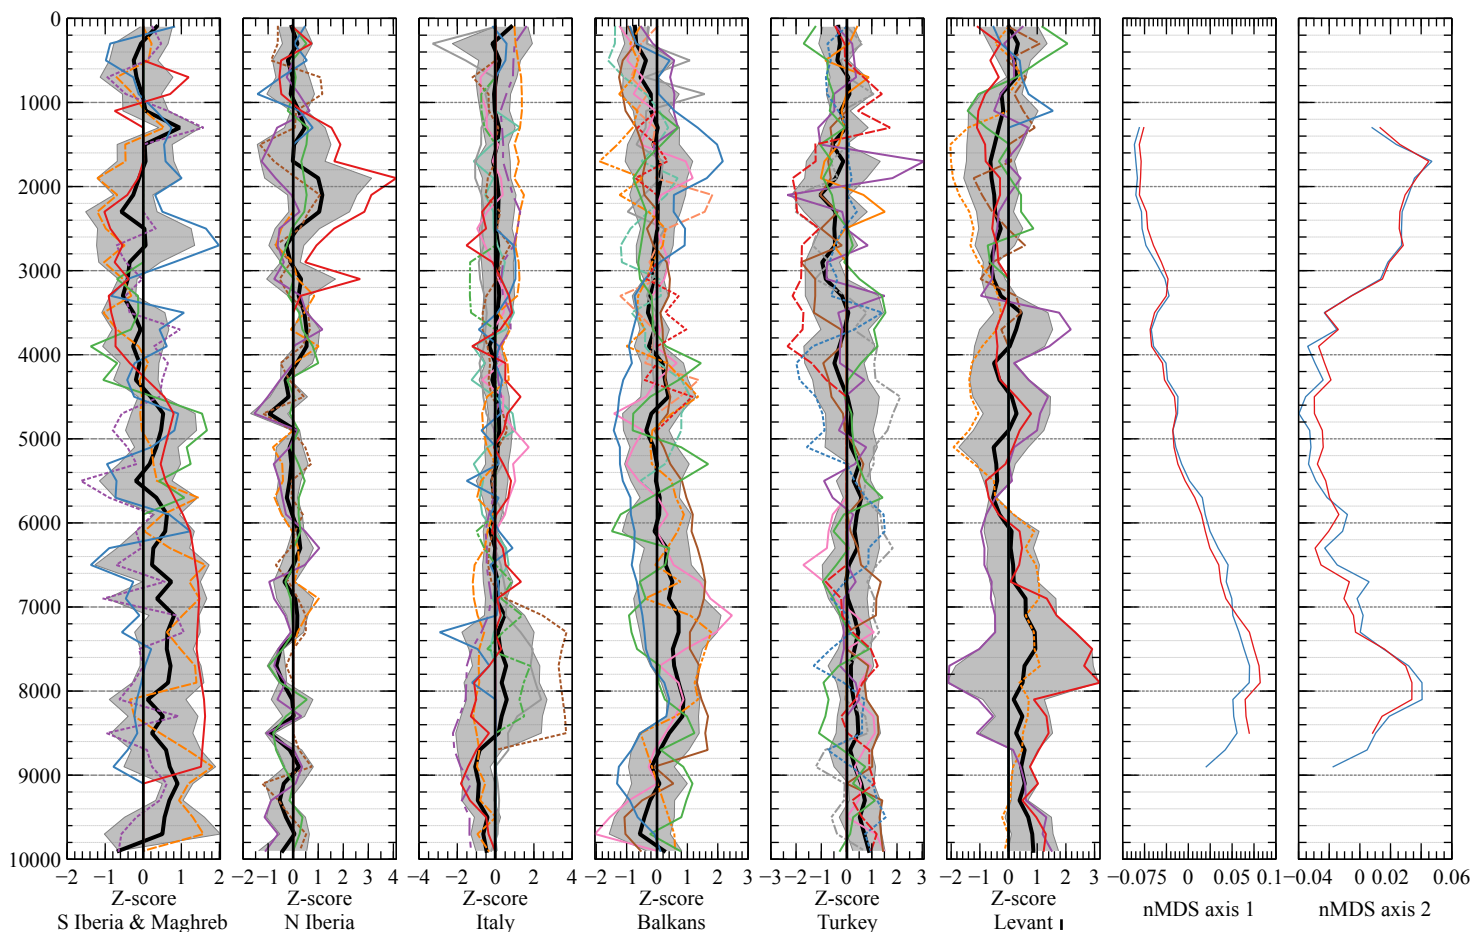 0
1000
2000
3000
4000
5000
6000
7000
8000
9000
10000
−2 −1 0 1 2
−2 −1 0 1 2 3 4
−4 −2 0 2 4
−2 −1 0 1 2
−2 −1 0 1 2
−2 −1 0 1 2 3
−0.075 0 0.05 0.1
−0.04 0 0.02 0.06
Z-score
S Iberia & Maghreb
Z-score
N Iberia
Z-score
Italy
Z-score
Balkans
Z-score
Turkey
Z-score
Levant
nMDS axis 1
nMDS axis 2